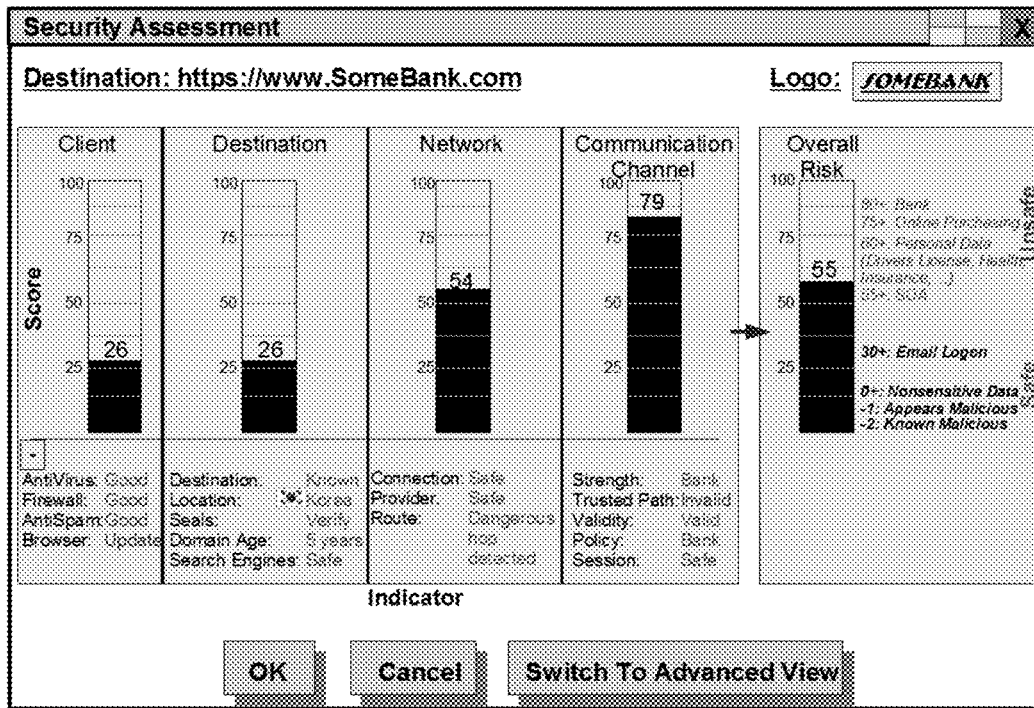 Security Assessment
X
Destination: https://www.SomeBank.com
Logo: SOMEBANK
Client
Destination
Network
Communication
Channel
Overall
Risk
Score
100
75
50
25
26
100
75
50
25
26
100
75
50
25
54
100
75
50
25
79
100
75
50
25
55
90+: Bank
75+: Online Purchasing
60+: Personal Data
(Drivers License, Health
Insurance, ...)
30+: Email Logon
0+: Nonsensitive Data
-1: Appears Malicious
-2: Known Malicious
Unsafe
Safe
-
AntiVirus: Good
Firewall: Good
AntiSpam: Good
Browser: Update
Destination: Known
Location: Korea
Seals: Verify
Domain Age: 5 years
Search Engines: Safe
Connection: Safe
Provider: Safe
Route: Dangerous
hop
detected
Strength: Bank
Trusted Path: Invalid
Validity: Valid
Policy: Bank
Session: Safe
Indicator
OK
Cancel
Switch To Advanced View